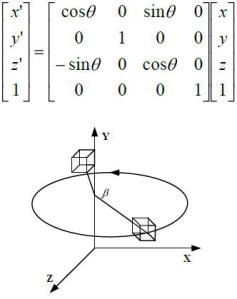 x' = cosθ 0 sinθ 0 x
y' 0 1 0 0 y
z' -sinθ 0 cosθ 0 z
1 0 0 0 1 1
Y
β
X
Z